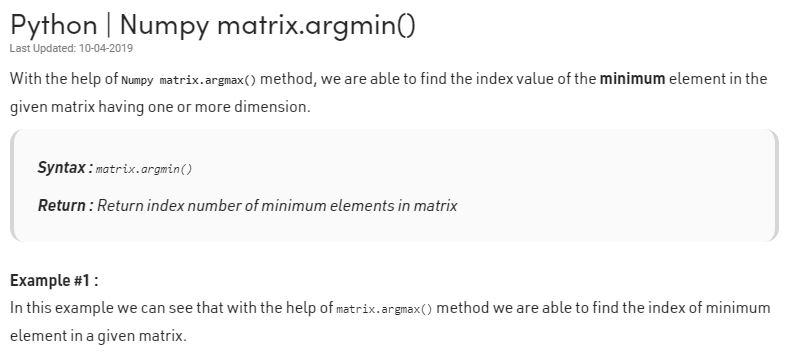 Python | Numpy matrix.argmin()
Last Updated: 10-04-2019
With the help of Numpy matrix.argmax() method, we are able to find the index value of the minimum element in the
given matrix having one or more dimension.
Syntax : matrix.argmin()
Return : Return index number of minimum elements in matrix
Example #1 :
In this example we can see that with the help of matrix.argmax() method we are able to find the index of minimum
element in a given matrix.